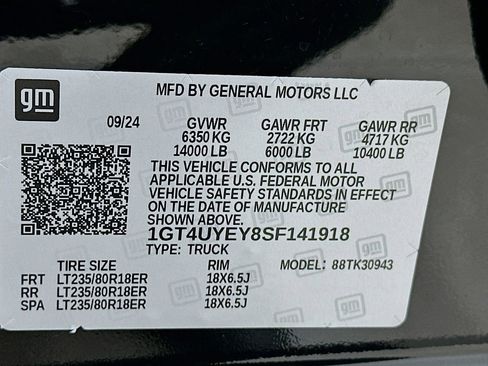 gm
MFD BY GENERAL MOTORS LLC
09/24 GVWR GAWR FRT GAWR RR
6350 KG 2722 KG 4717 KG
14000 LB 6000 LB 10400 LB
THIS VEHICLE CONFORMS TO ALL
APPLICABLE U.S. FEDERAL MOTOR
VEHICLE SAFETY STANDARDS IN EFFECT
ON THE DATE OF MANUFACTURE
SHOWN ABOVE.
1GT4UYEY8SF141918
TYPE: TRUCK
TIRE SIZE RIM MODEL: 88TK30943
FRT LT235/80R18ER 18X6.5J
RR LT235/80R18ER 18X6.5J
SPA LT235/80R18ER 18X6.5J